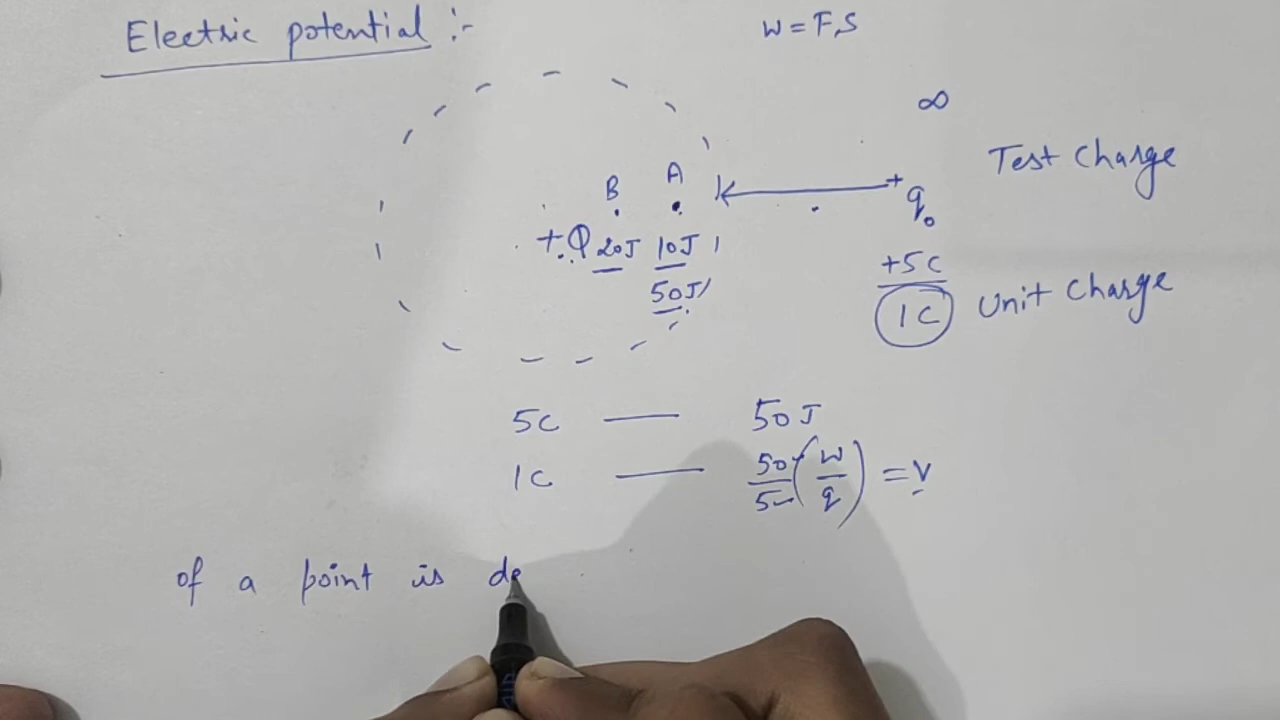 Electric potential :-
W = F.S
∞
Test Charge
B A
+ q₀
+Q 20J 10J
50J
+5C
1C Unit Charge
5C — 50J
1C — 50/5 (W/q) = V
of a point is de